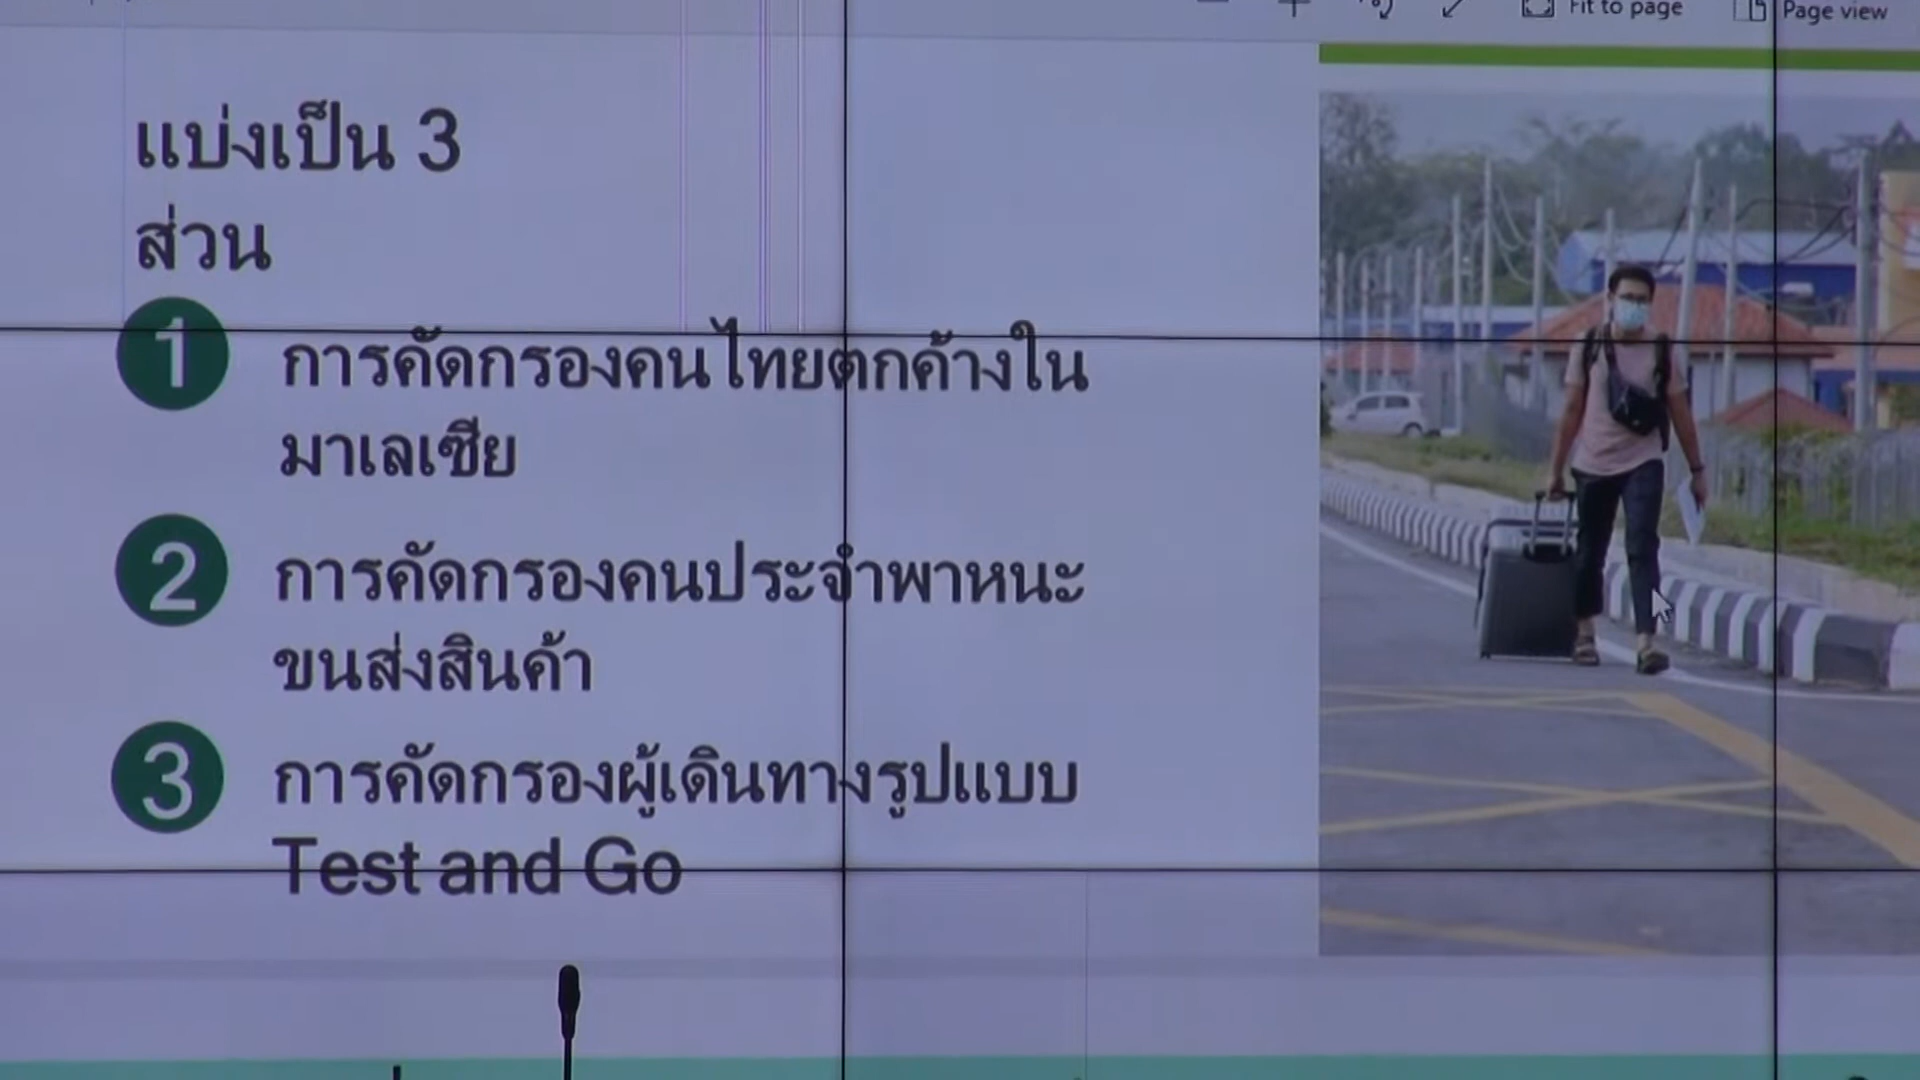 Fit to page
Page view
แบ่งเป็น 3
ส่วน
1
การคัดกรองคนไทยตกค้างใน
มาเลเซีย
2
การคัดกรองคนประจำพาหนะ
ขนส่งสินค้า
3
การคัดกรองผู้เดินทางรูปแบบ
Test and Go